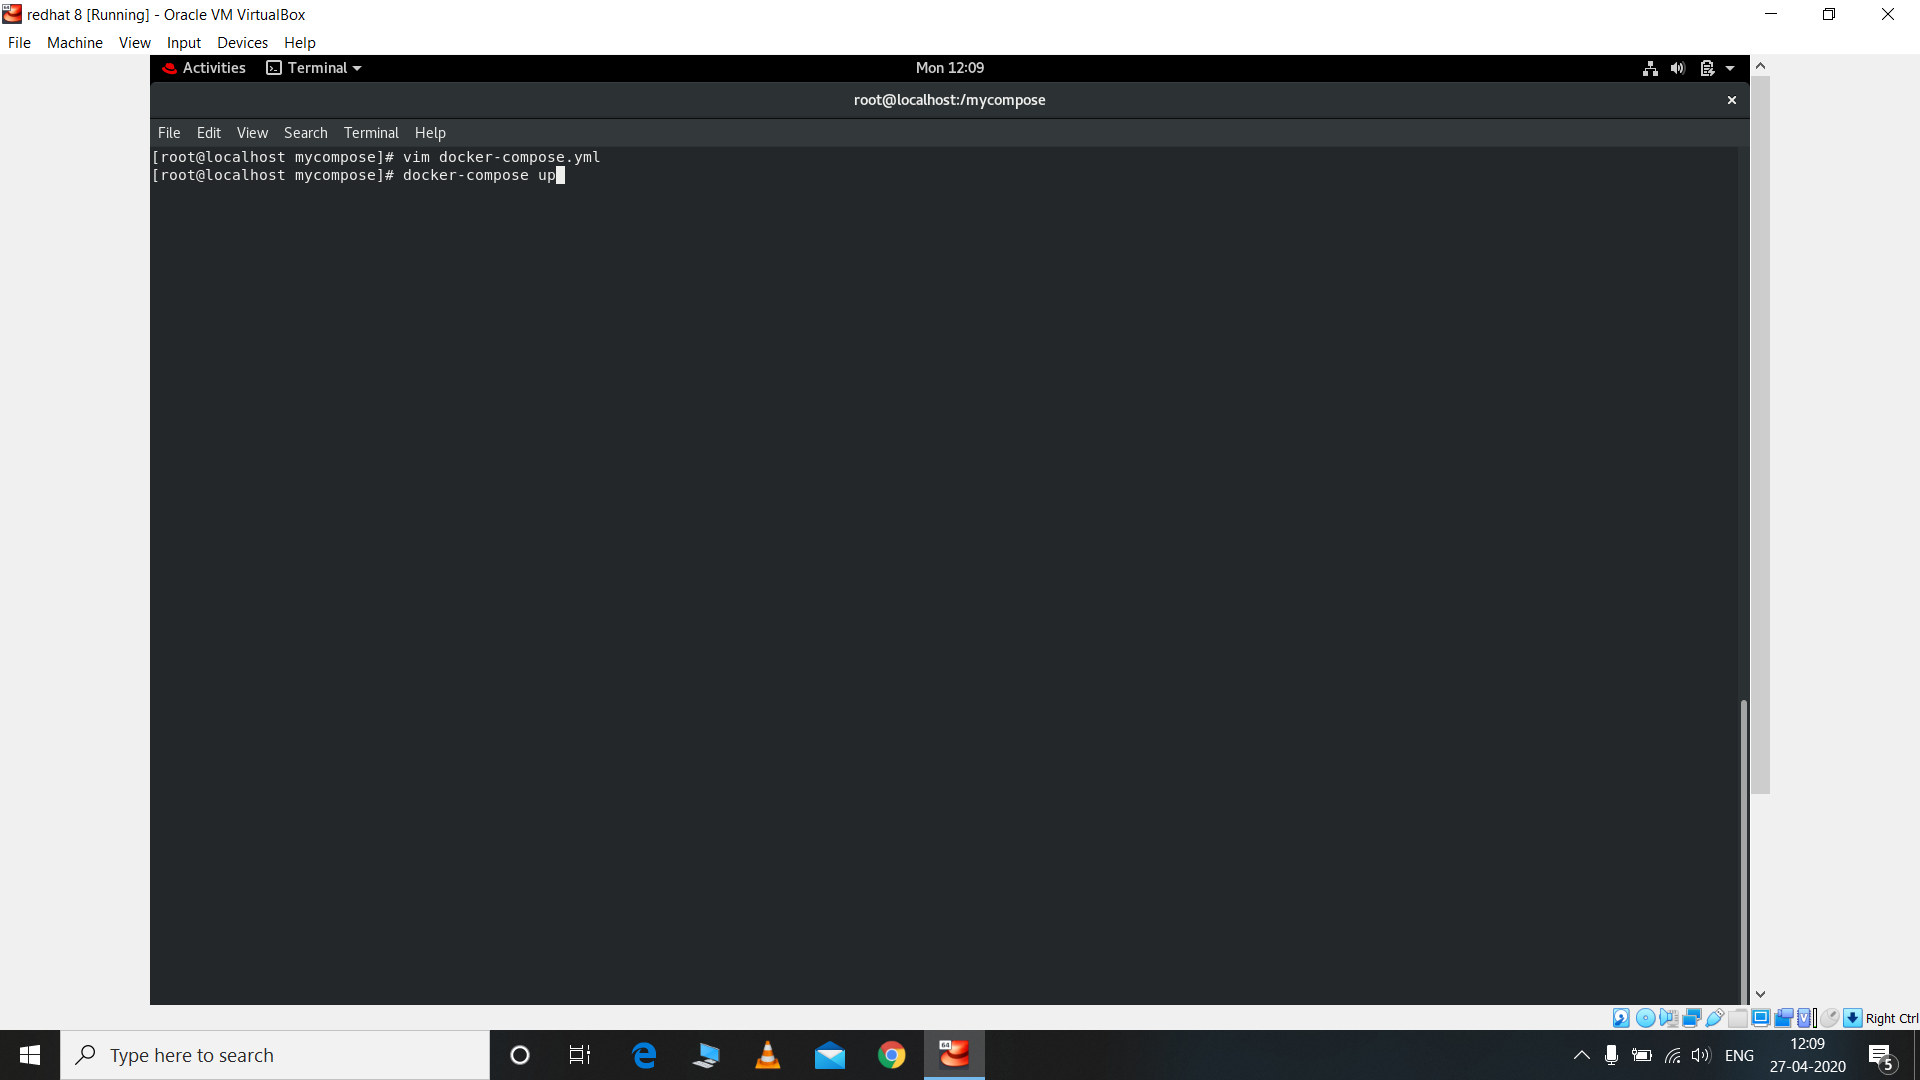 redhat 8 [Running] - Oracle VM VirtualBox
File Machine View Input Devices Help
Activities Terminal Mon 12:09
root@localhost:/mycompose
File Edit View Search Terminal Help
[root@localhost mycompose]# vim docker-compose.yml
[root@localhost mycompose]# docker-compose up
Right Ctrl
Type here to search
ENG
12:09
27-04-2020
5